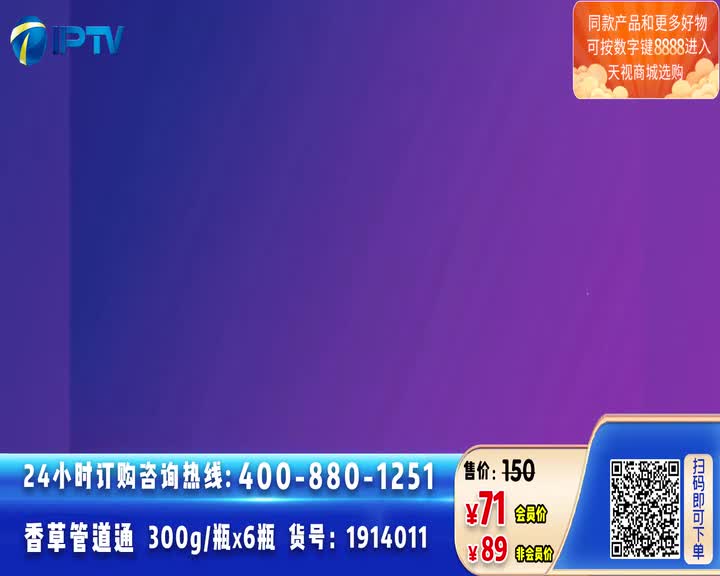 IPTV
同款产品和更多好物
可按数字键8888进入
天视商城选购
24小时订购咨询热线:400-880-1251
香草管道通 300g/瓶x6瓶 货号:1914011
售价:150
¥71 会员价
¥89 非会员价
扫码即可下单